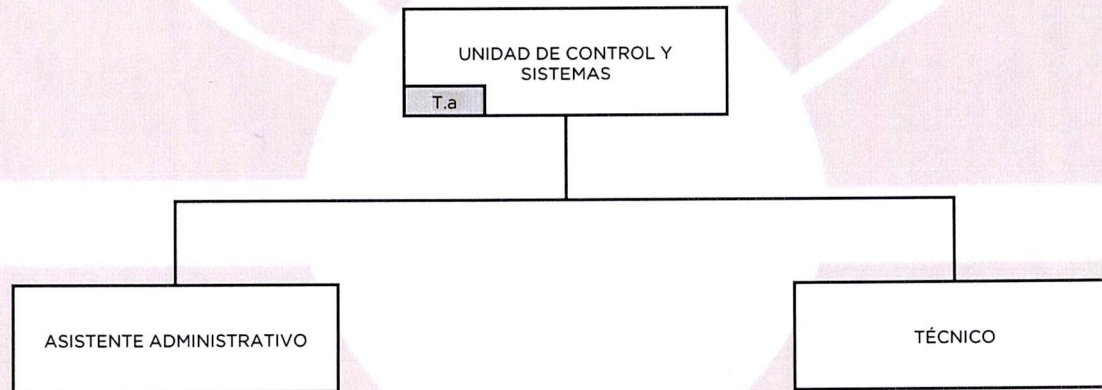 UNIDAD DE CONTROL Y
SISTEMAS
T.a
ASISTENTE ADMINISTRATIVO
TÉCNICO